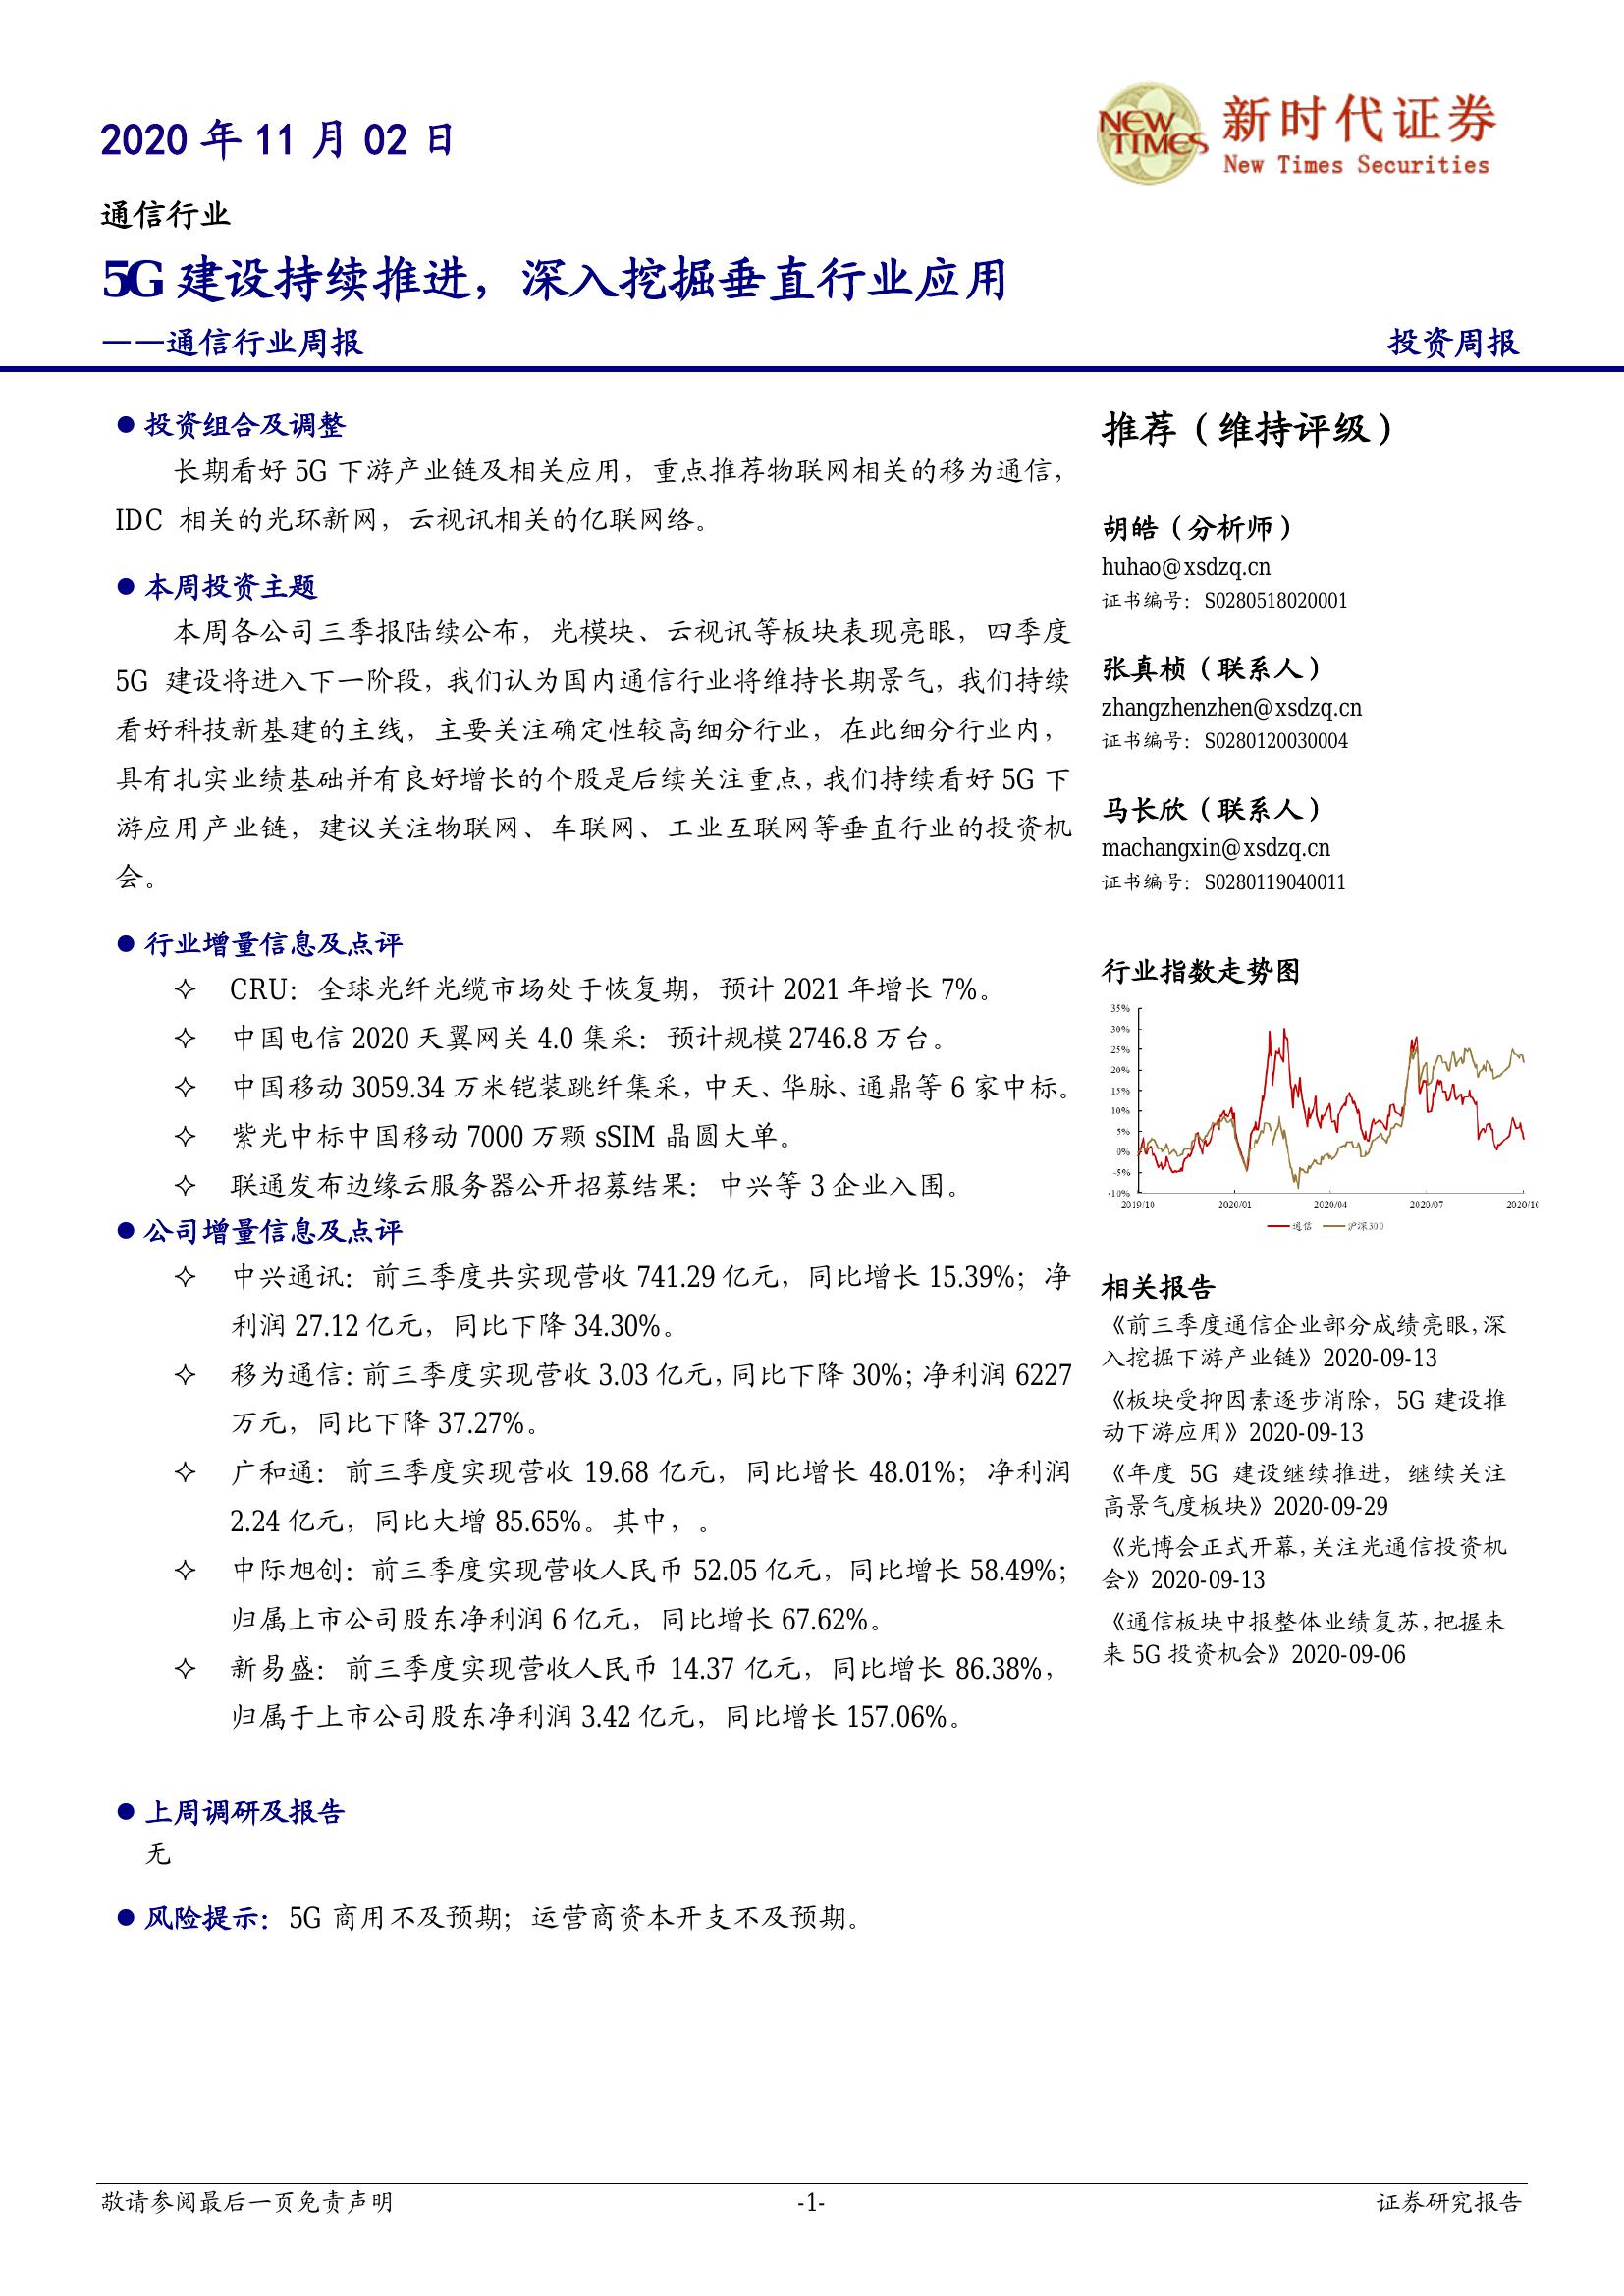 2020 年 11 月 02 日
NEW TIMES
新时代证券
New Times Securities
通信行业
5G 建设持续推进，深入挖掘垂直行业应用
——通信行业周报
投资周报
● 投资组合及调整
长期看好 5G 下游产业链及相关应用，重点推荐物联网相关的移为通信，
IDC 相关的光环新网，云视讯相关的亿联网络。
● 本周投资主题
本周各公司三季报陆续公布，光模块、云视讯等板块表现亮眼，四季度
5G 建设将进入下一阶段，我们认为国内通信行业将维持长期景气，我们持续
看好科技新基建的主线，主要关注确定性较高细分行业，在此细分行业内，
具有扎实业绩基础并有良好增长的个股是后续关注重点，我们持续看好 5G 下
游应用产业链，建议关注物联网、车联网、工业互联网等垂直行业的投资机
会。
● 行业增量信息及点评
✧ CRU：全球光纤光缆市场处于恢复期，预计 2021 年增长 7%。
✧ 中国电信 2020 天翼网关 4.0 集采：预计规模 2746.8 万台。
✧ 中国移动 3059.34 万米铠装跳纤集采，中天、华脉、通鼎等 6 家中标。
✧ 紫光中标中国移动 7000 万颗 sSIM 晶圆大单。
✧ 联通发布边缘云服务器公开招募结果：中兴等 3 企业入围。
● 公司增量信息及点评
✧ 中兴通讯：前三季度共实现营收 741.29 亿元，同比增长 15.39%；净
利润 27.12 亿元，同比下降 34.30%。
✧ 移为通信：前三季度实现营收 3.03 亿元，同比下降 30%；净利润 6227
万元，同比下降 37.27%。
✧ 广和通：前三季度实现营收 19.68 亿元，同比增长 48.01%；净利润
2.24 亿元，同比大增 85.65%。其中，。
✧ 中际旭创：前三季度实现营收人民币 52.05 亿元，同比增长 58.49%；
归属上市公司股东净利润 6 亿元，同比增长 67.62%。
✧ 新易盛：前三季度实现营收人民币 14.37 亿元，同比增长 86.38%，
归属于上市公司股东净利润 3.42 亿元，同比增长 157.06%。
● 上周调研及报告
无
● 风险提示：5G 商用不及预期；运营商资本开支不及预期。
推荐（维持评级）
胡皓（分析师）
huhao@xsdzq.cn
证书编号：S0280518020001
张真桢（联系人）
zhangzhenzhen@xsdzq.cn
证书编号：S0280120030004
马长欣（联系人）
machangxin@xsdzq.cn
证书编号：S0280119040011
行业指数走势图
35%
30%
25%
20%
15%
10%
5%
0%
-5%
-10%
2019/10 2020/01 2020/04 2020/07 2020/10
通信 沪深300
相关报告
《前三季度通信企业部分成绩亮眼，深
入挖掘下游产业链》2020-09-13
《板块受抑因素逐步消除，5G 建设推
动下游应用》2020-09-13
《年度 5G 建设继续推进，继续关注
高景气度板块》2020-09-29
《光博会正式开幕，关注光通信投资机
会》2020-09-13
《通信板块中报整体业绩复苏，把握未
来 5G 投资机会》2020-09-06
敬请参阅最后一页免责声明
-1-
证券研究报告